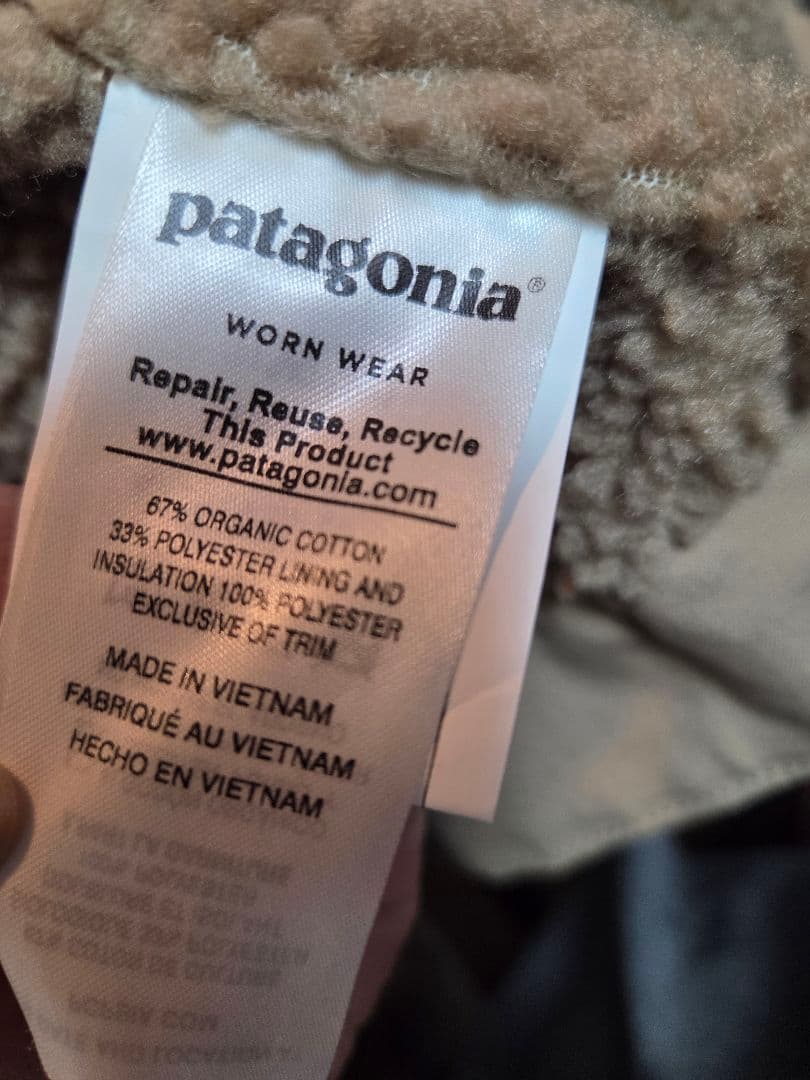 patagonia®
WORN WEAR
Repair, Reuse, Recycle
This Product
www.patagonia.com
67% ORGANIC COTTON
33% POLYESTER LINING AND
INSULATION 100% POLYESTER
EXCLUSIVE OF TRIM
MADE IN VIETNAM
FABRIQUÉ AU VIETNAM
HECHO EN VIETNAM